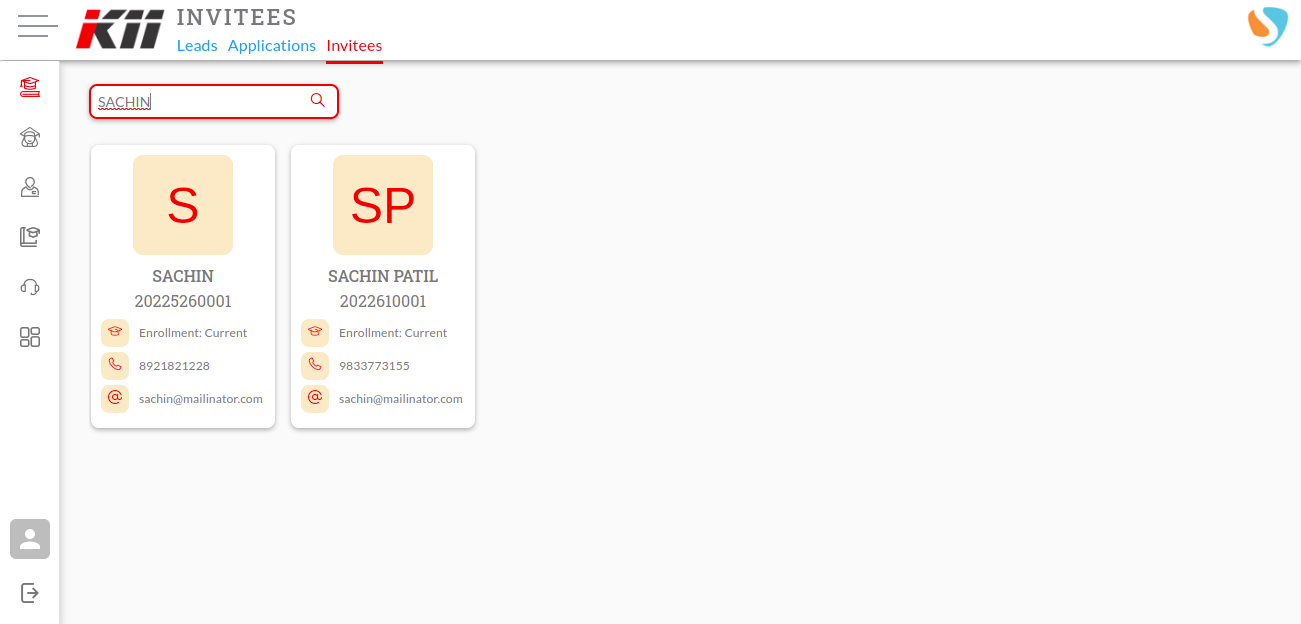 KII
INVITEES
Leads Applications Invitees
SACHIN
S
SACHIN
20225260001
Enrollment: Current
8921821228
sachin@mailinator.com
SP
SACHIN PATIL
2022610001
Enrollment: Current
9833773155
sachin@mailinator.com